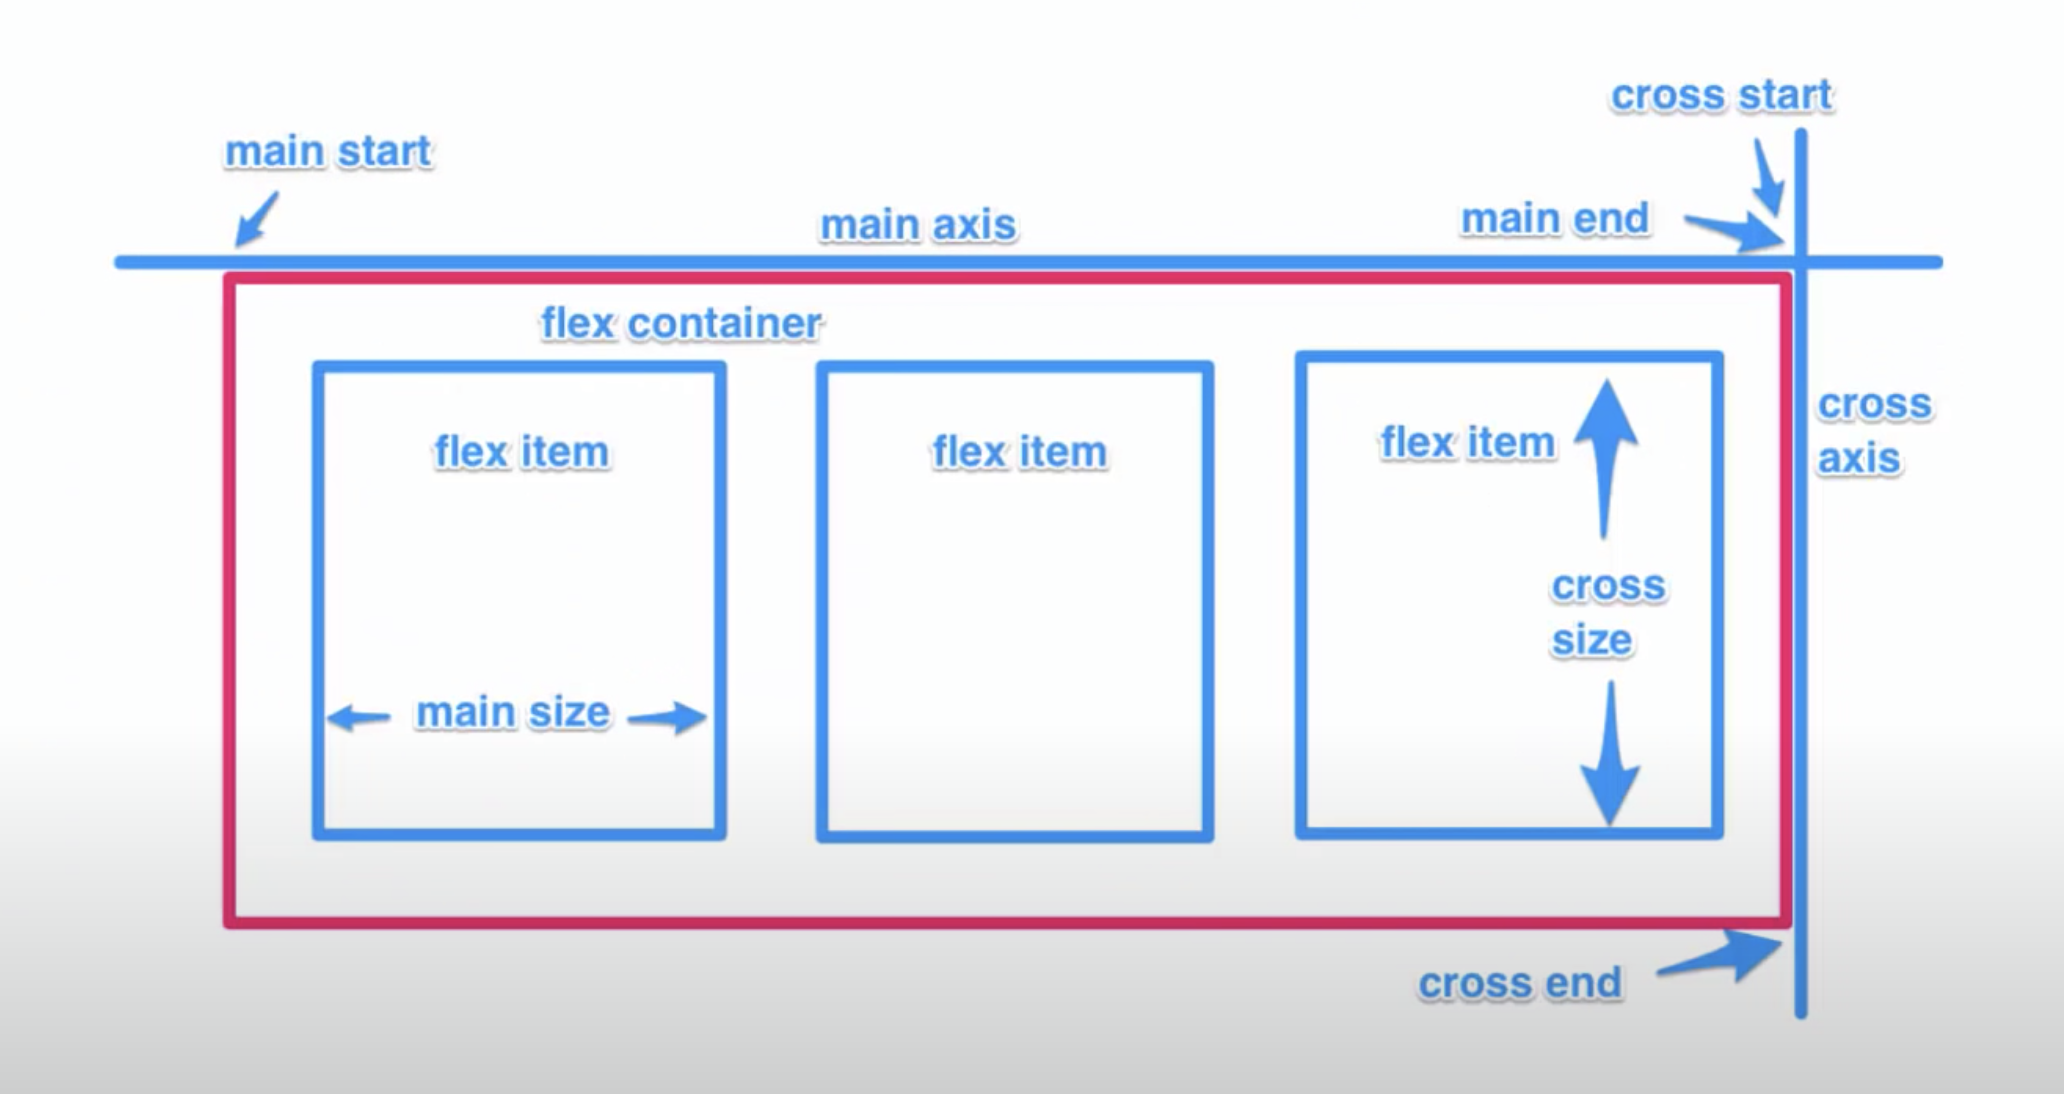 cross start
main start
main axis
main end
flex container
flex item
flex item
flex item
cross
axis
cross
size
main size
cross end